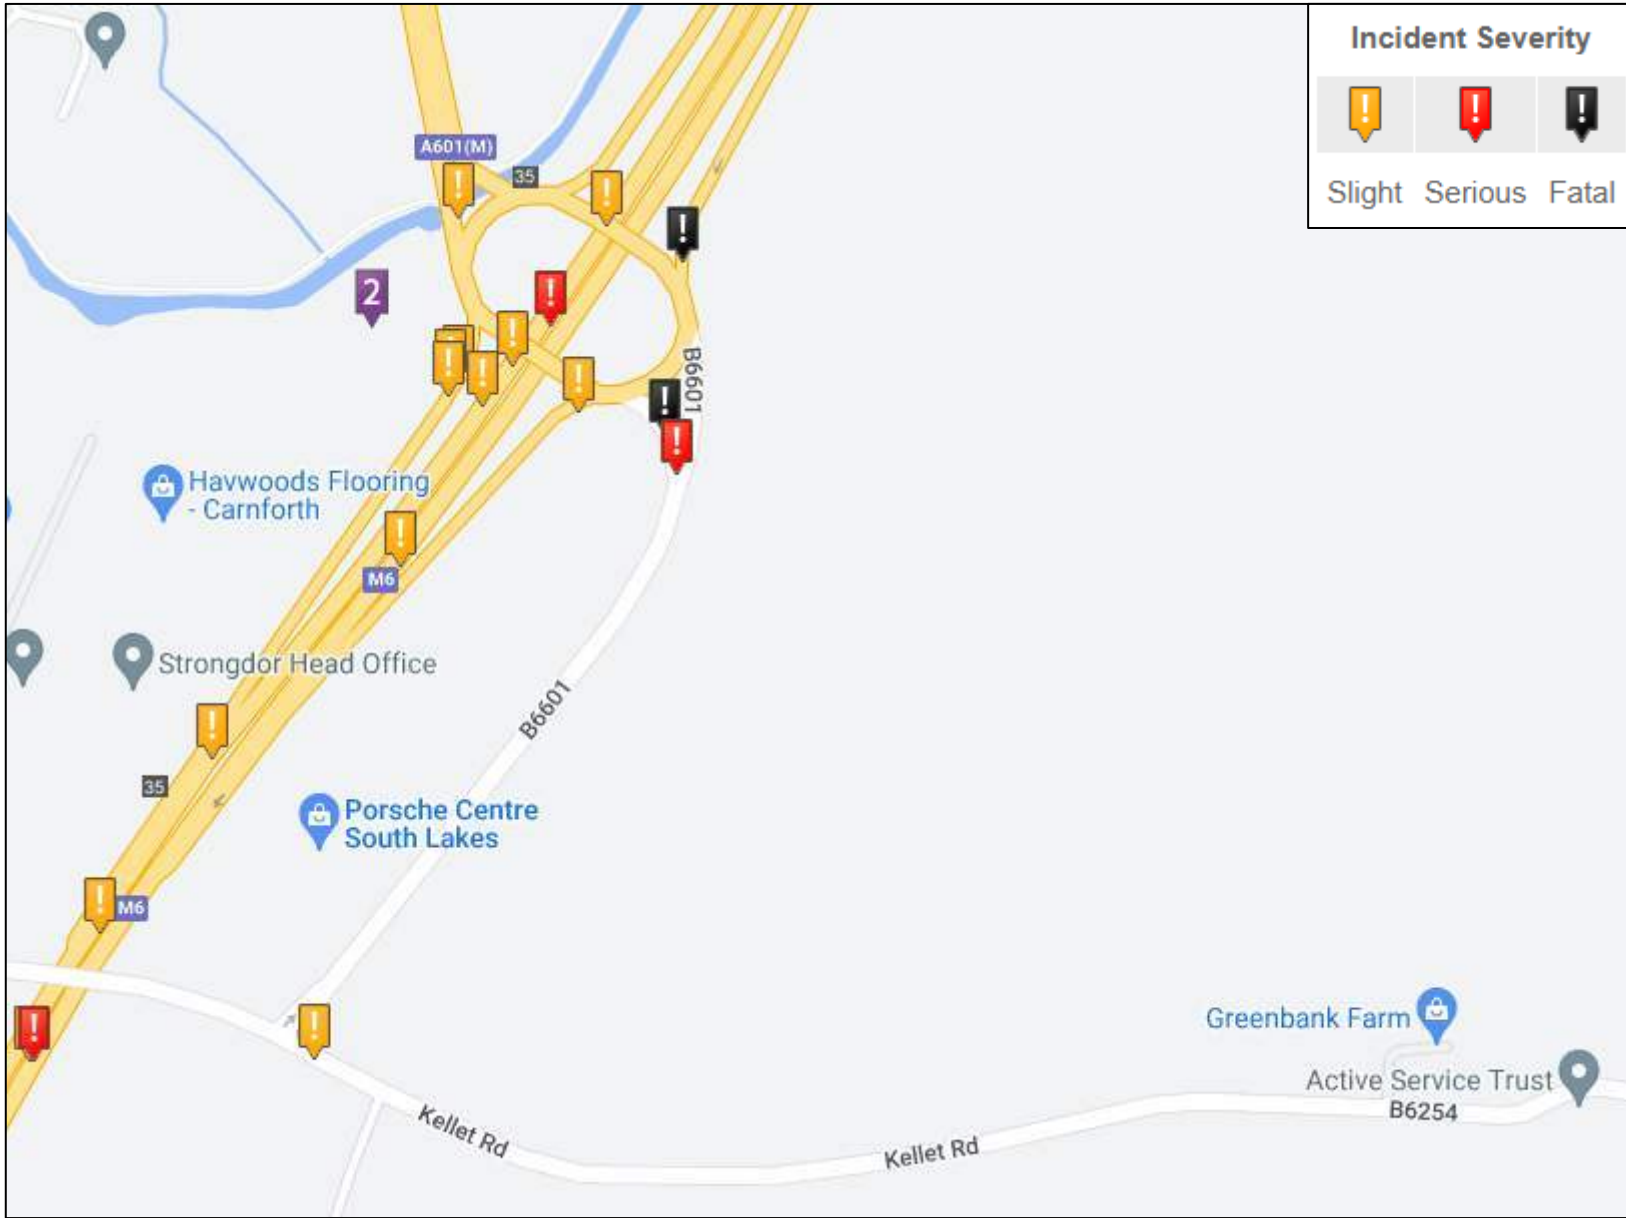 Incident Severity
!
!
!
Slight
Serious
Fatal
A601(M)
35
!
!
!
2
!
!
!
!
!
!
B6601
!
Havwoods Flooring
- Carnforth
!
M6
Strongdor Head Office
B6601
!
35
Porsche Centre
South Lakes
!
M6
!
!
Greenbank Farm
Active Service Trust
B6254
Kellet Rd
Kellet Rd